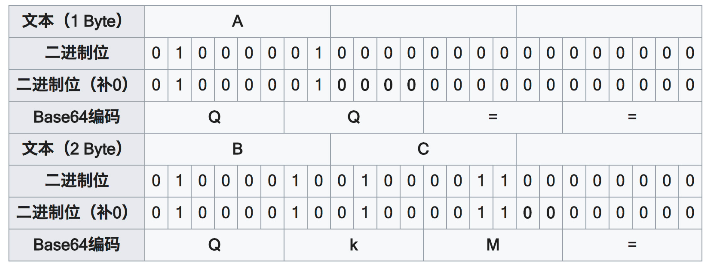 文本（1 Byte） A
二进制位 0 1 0 0 0 0 0 1 0 0 0 0 0 0 0 0 0 0 0 0 0 0 0 0
二进制位（补0） 0 1 0 0 0 0 0 1 0 0 0 0 0 0 0 0 0 0 0 0 0 0 0 0
Base64编码 Q Q = =
文本（2 Byte） B C
二进制位 0 1 0 0 0 0 1 0 0 1 0 0 0 0 1 1 0 0 0 0 0 0 0 0
二进制位（补0） 0 1 0 0 0 0 1 0 0 1 0 0 0 0 1 1 0 0 0 0 0 0 0 0
Base64编码 Q k M =